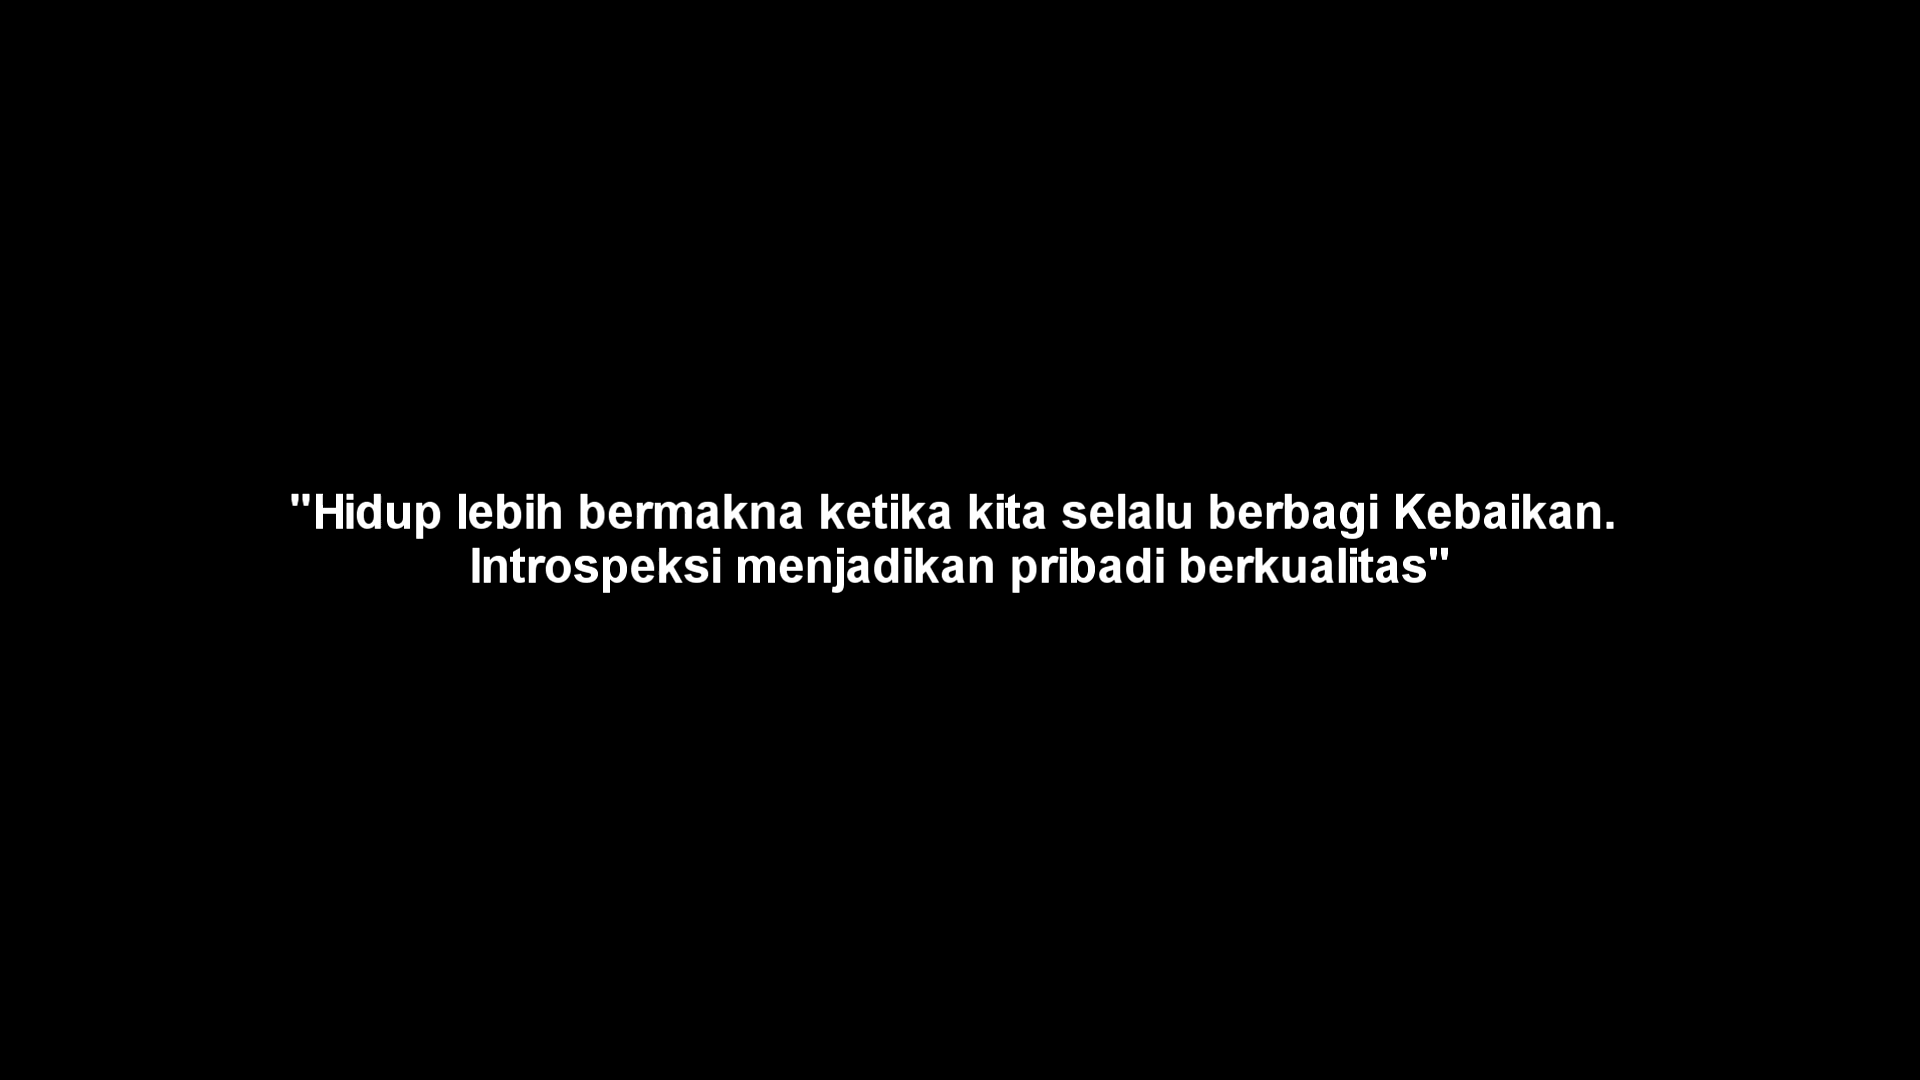 "Hidup lebih bermakna ketika kita selalu berbagi Kebaikan.
Introspeksi menjadikan pribadi berkualitas"